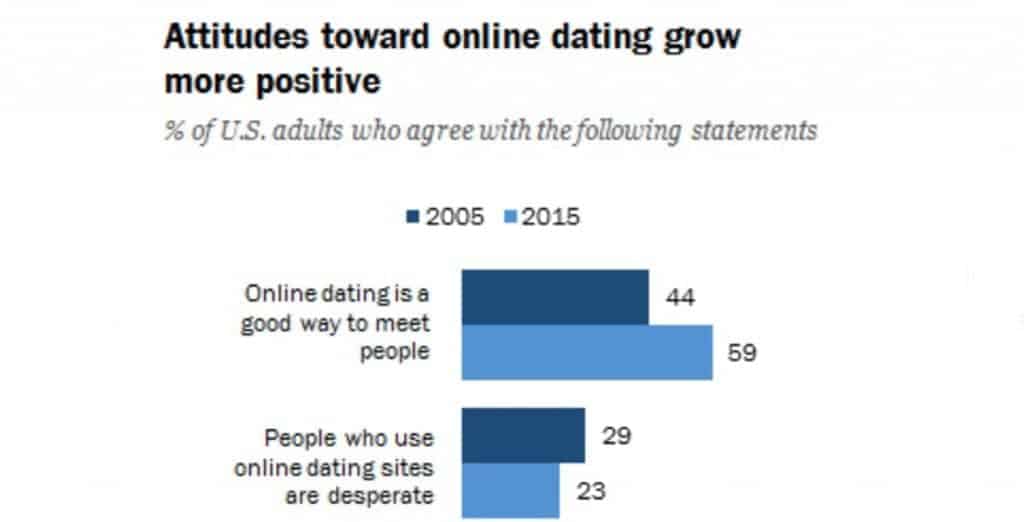 Attitudes toward online dating grow
more positive
% of U.S. adults who agree with the following statements
2005 2015
Online dating is a
good way to meet
people
44
59
People who use
online dating sites
are desperate
29
23